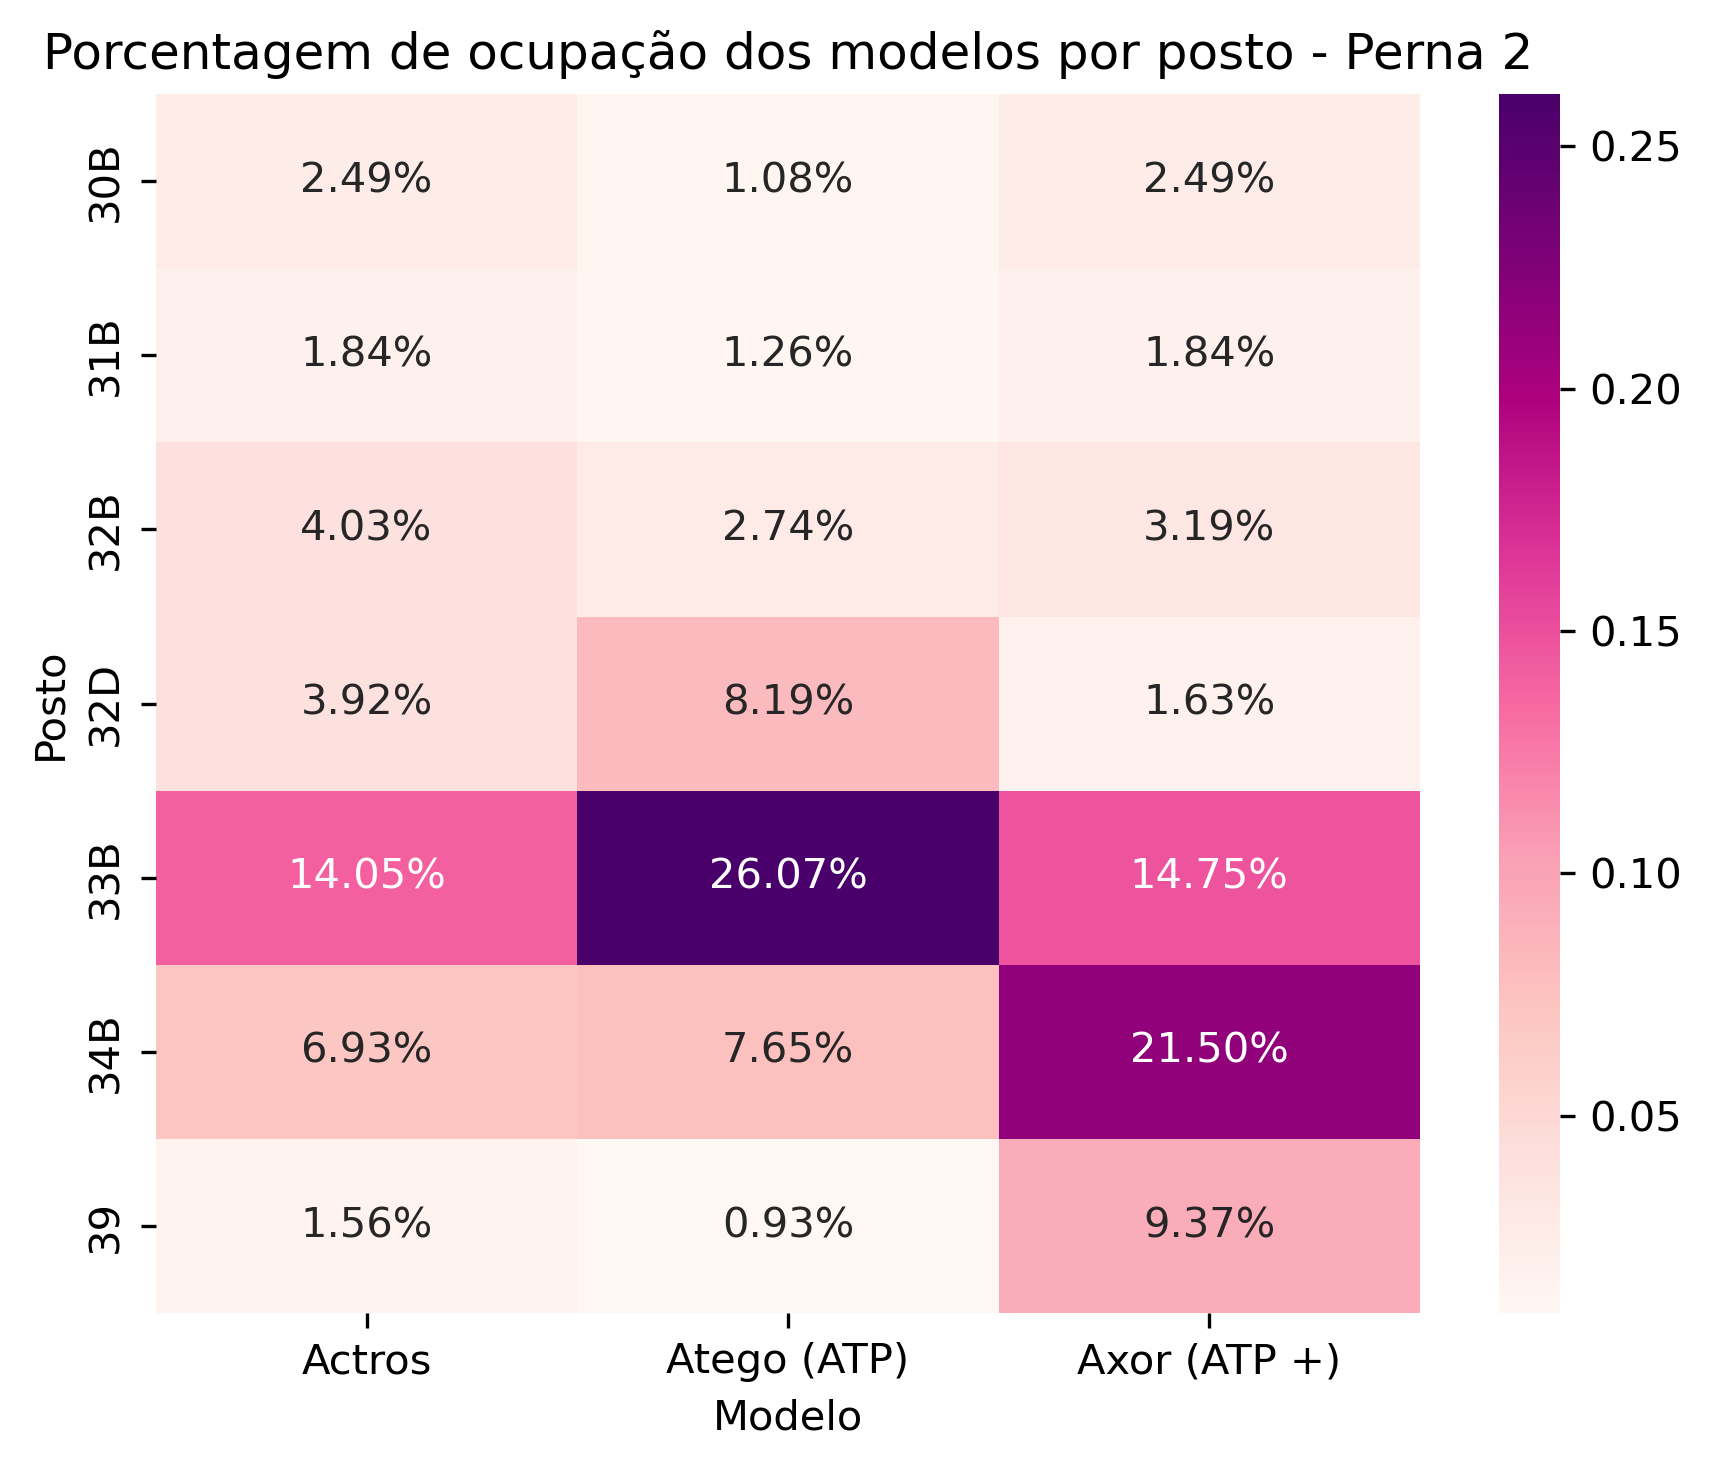 Porcentagem de ocupação dos modelos por posto - Perna 2
Posto
30B 2.49% 1.08% 2.49%
31B 1.84% 1.26% 1.84%
32B 4.03% 2.74% 3.19%
32D 3.92% 8.19% 1.63%
33B 14.05% 26.07% 14.75%
34B 6.93% 7.65% 21.50%
39 1.56% 0.93% 9.37%
Actros Atego (ATP) Axor (ATP +)
Modelo
0.25
0.20
0.15
0.10
0.05